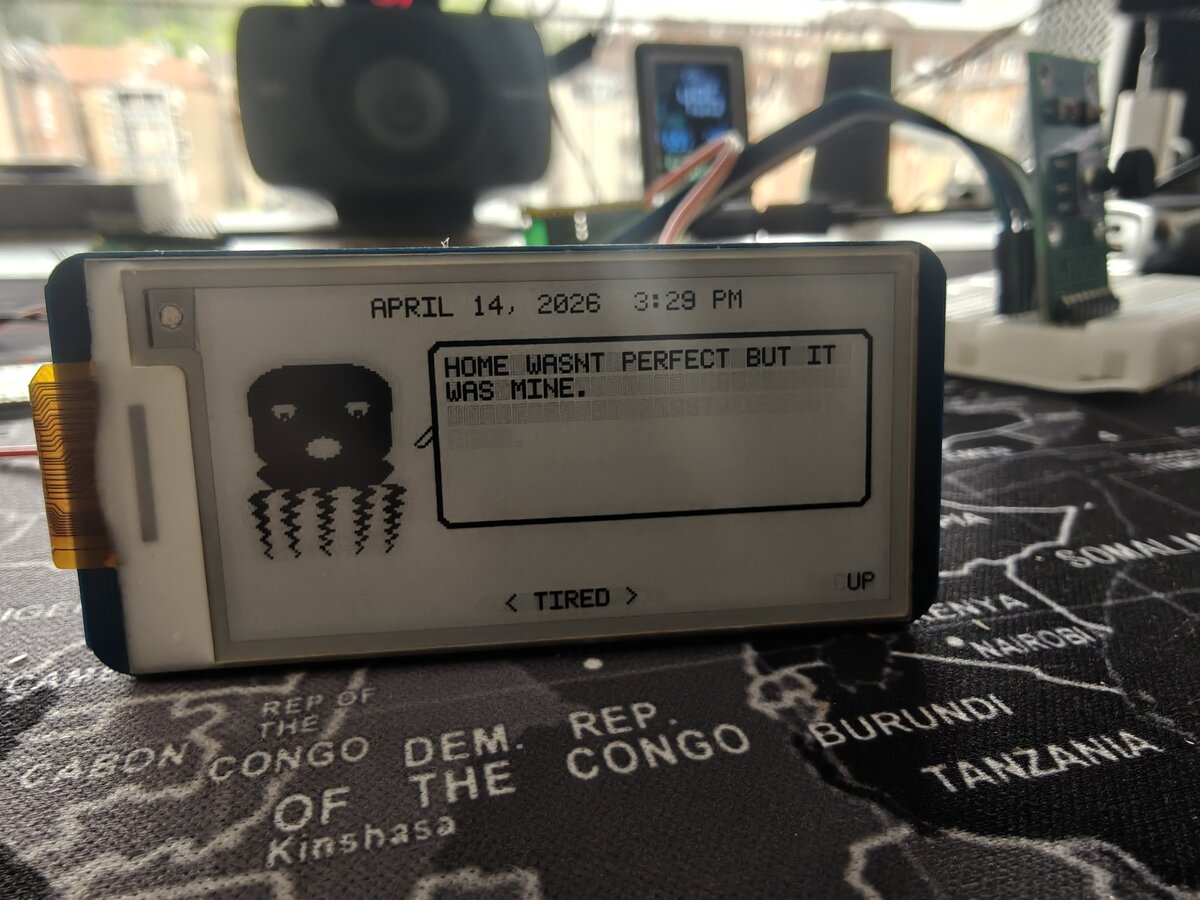 APRIL 14, 2026 3:29 PM
HOME WASNT PERFECT BUT IT
WAS MINE.
< TIRED >
UP
SOMALIA
KENYA
NAIROBI
BURUNDI
TANZANIA
REP OF
THE
CONGO
DEM. REP.
OF THE CONGO
Kinshasa
GABON